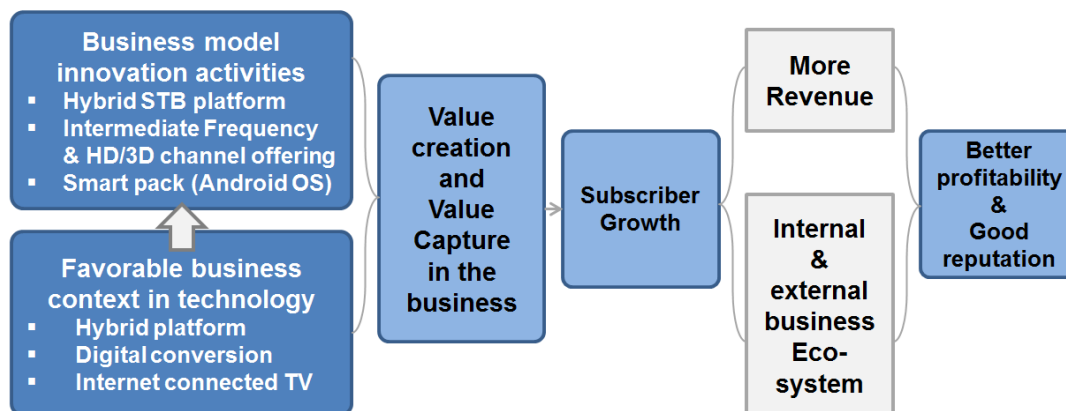 Business model
innovation activities
▪ Hybrid STB platform
▪ Intermediate Frequency
& HD/3D channel offering
▪ Smart pack (Android OS)
Favorable business
context in technology
▪ Hybrid platform
▪ Digital conversion
▪ Internet connected TV
Value
creation
and
Value
Capture
in the
business
Subscriber
Growth
More
Revenue
Internal
&
external
business
Eco-
system
Better
profitability
&
Good
reputation